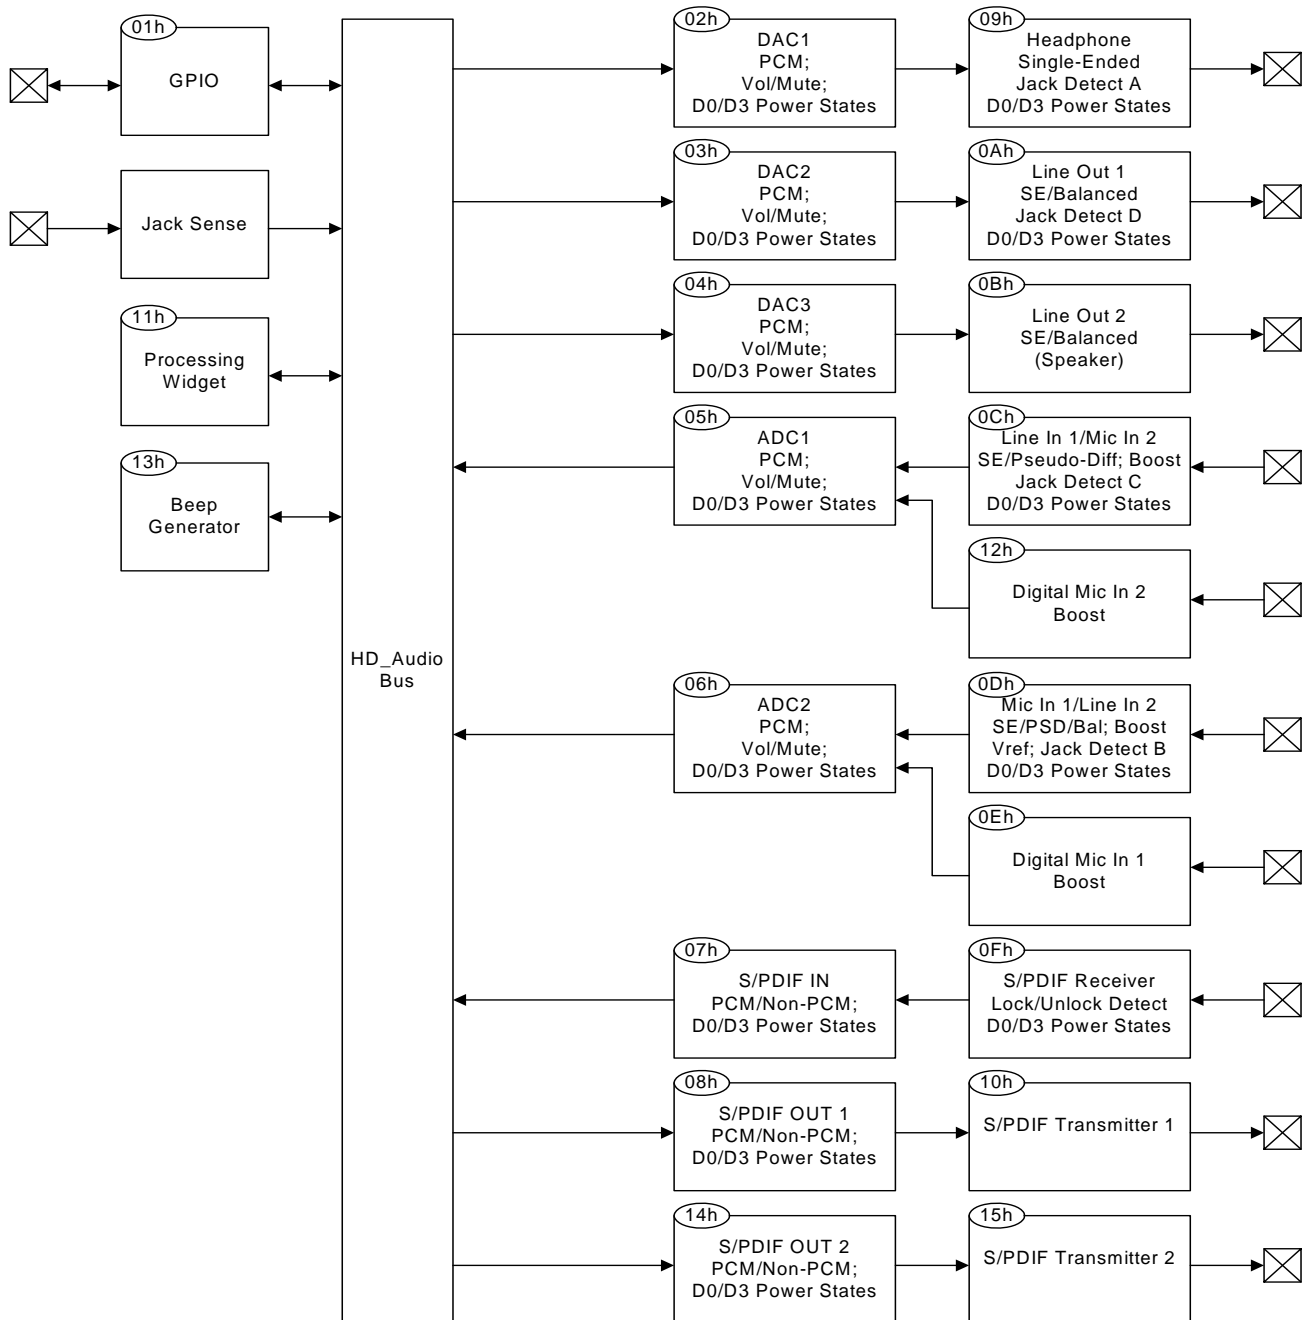 01h
GPIO
Jack Sense
11h
Processing
Widget
13h
Beep
Generator
HD_Audio
Bus
02h
DAC1
PCM;
Vol/Mute;
D0/D3 Power States
09h
Headphone
Single-Ended
Jack Detect A
D0/D3 Power States
03h
DAC2
PCM;
Vol/Mute;
D0/D3 Power States
0Ah
Line Out 1
SE/Balanced
Jack Detect D
D0/D3 Power States
04h
DAC3
PCM;
Vol/Mute;
D0/D3 Power States
0Bh
Line Out 2
SE/Balanced
(Speaker)
05h
ADC1
PCM;
Vol/Mute;
D0/D3 Power States
0Ch
Line In 1/Mic In 2
SE/Pseudo-Diff; Boost
Jack Detect C
D0/D3 Power States
12h
Digital Mic In 2
Boost
06h
ADC2
PCM;
Vol/Mute;
D0/D3 Power States
0Dh
Mic In 1/Line In 2
SE/PSD/Bal; Boost
Vref; Jack Detect B
D0/D3 Power States
0Eh
Digital Mic In 1
Boost
07h
S/PDIF IN
PCM/Non-PCM;
D0/D3 Power States
0Fh
S/PDIF Receiver
Lock/Unlock Detect
D0/D3 Power States
08h
S/PDIF OUT 1
PCM/Non-PCM;
D0/D3 Power States
10h
S/PDIF Transmitter 1
14h
S/PDIF OUT 2
PCM/Non-PCM;
D0/D3 Power States
15h
S/PDIF Transmitter 2